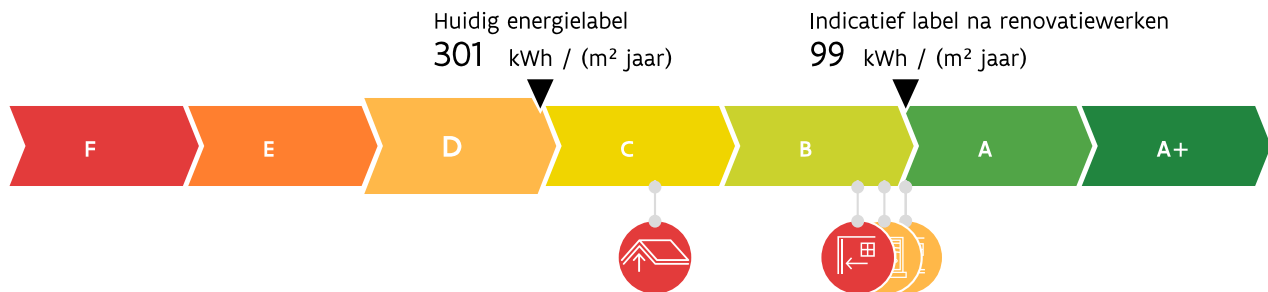 Huidig energielabel
301 kWh / (m² jaar)
Indicatief label na renovatiewerken
99 kWh / (m² jaar)
F E D C B A A+